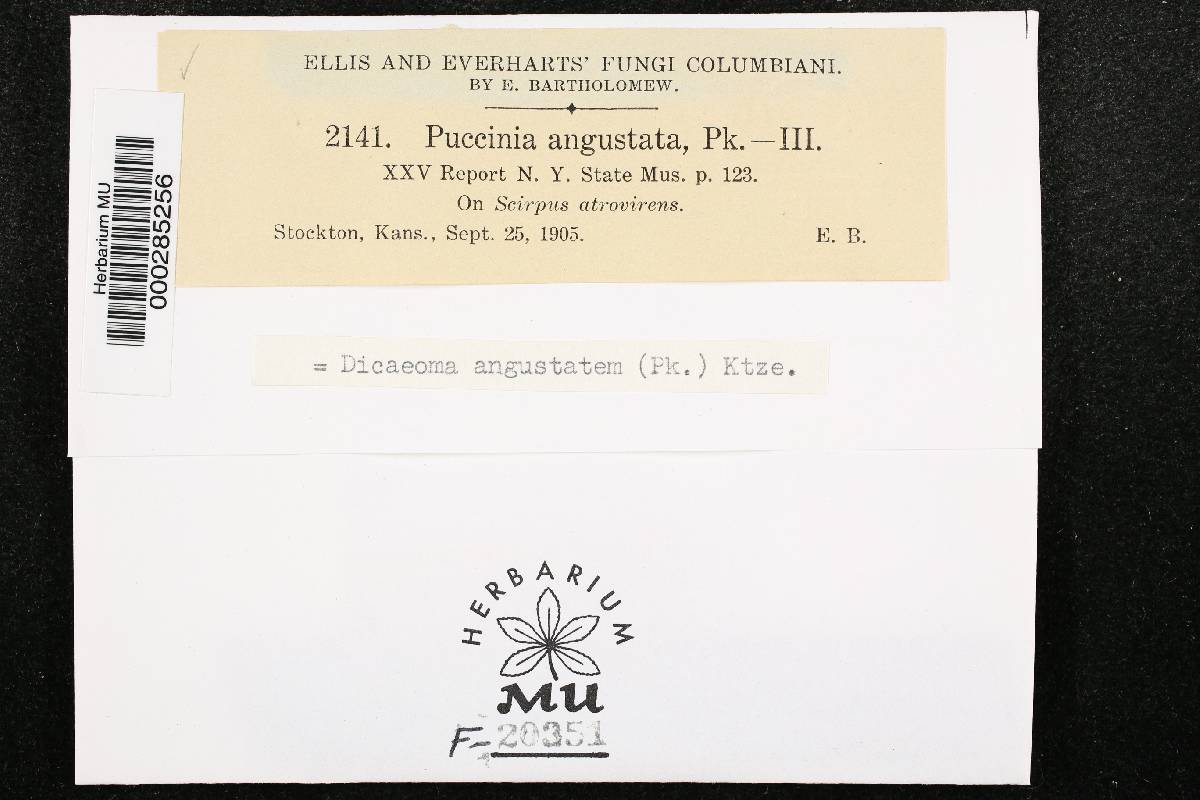 ELLIS AND EVERHARTS' FUNGI COLUMBIANI.
BY E. BARTHOLOMEW.
2141. Puccinia angustata, Pk.—III.
XXV Report N. Y. State Mus. p. 123.
On Scirpus atrovirens.
Stockton, Kans., Sept. 25, 1905. E. B.
Herbarium MU
000285256
= Dicaeoma angustatem (Pk.) Ktze.
HERBARIUM
MU
F-20351